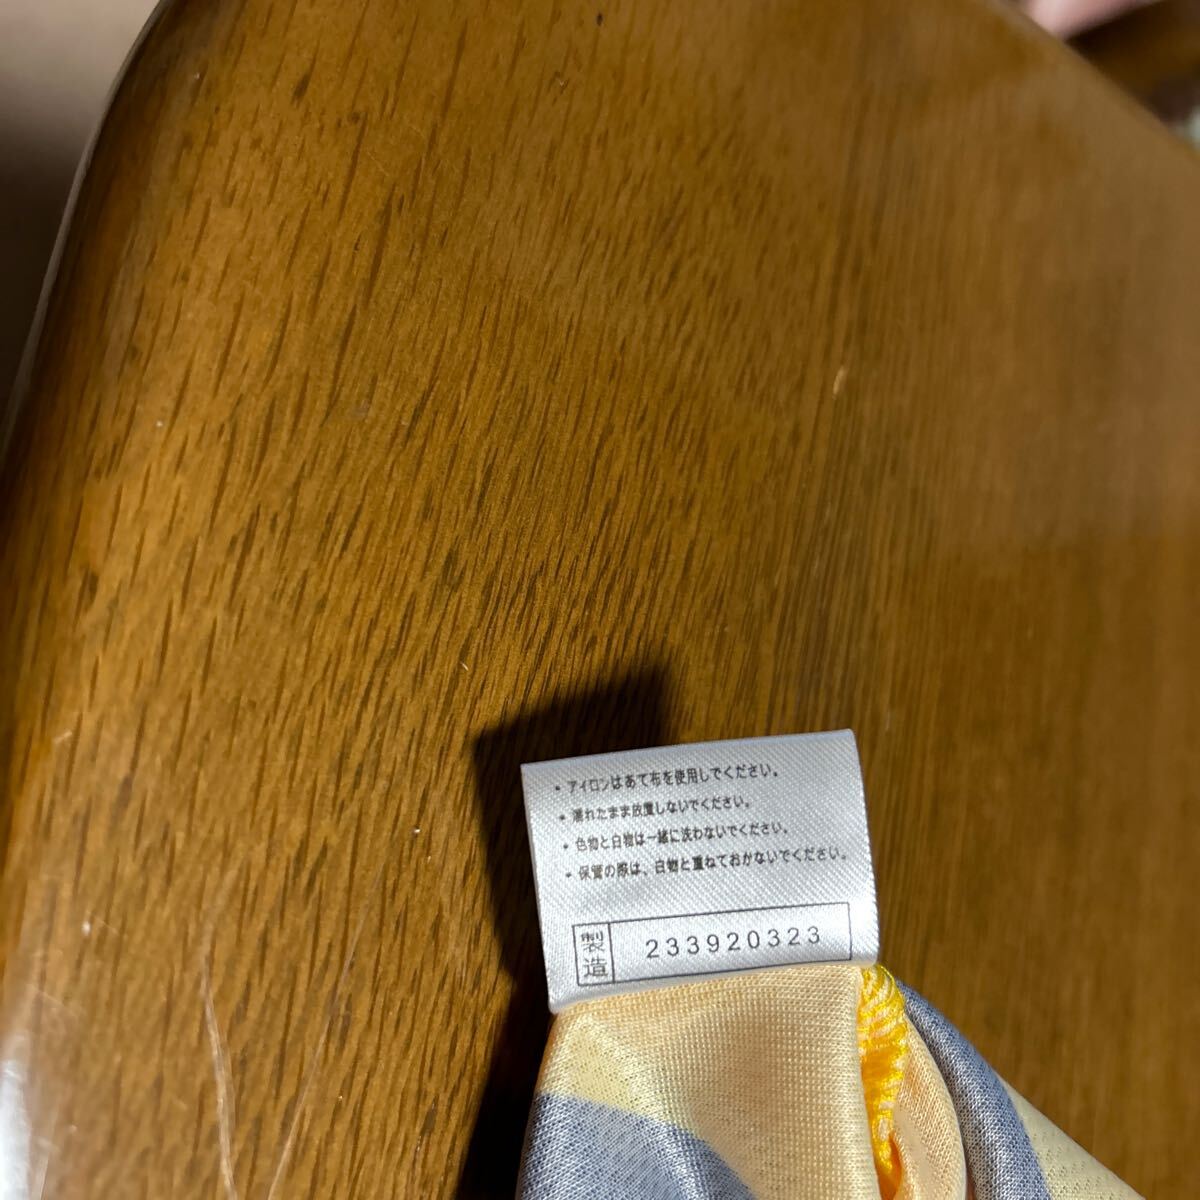 ・アイロンはあて布を使用してください。
・濡れたまま放置しないでください。
・色物と白物は一緒に洗わないでください。
・保管の際は、白物と重ねておかないでください。
製造 233920323